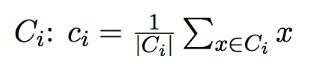 $C_i$: $c_i = \frac{1}{|C_i|} \sum_{x \in C_i} x$